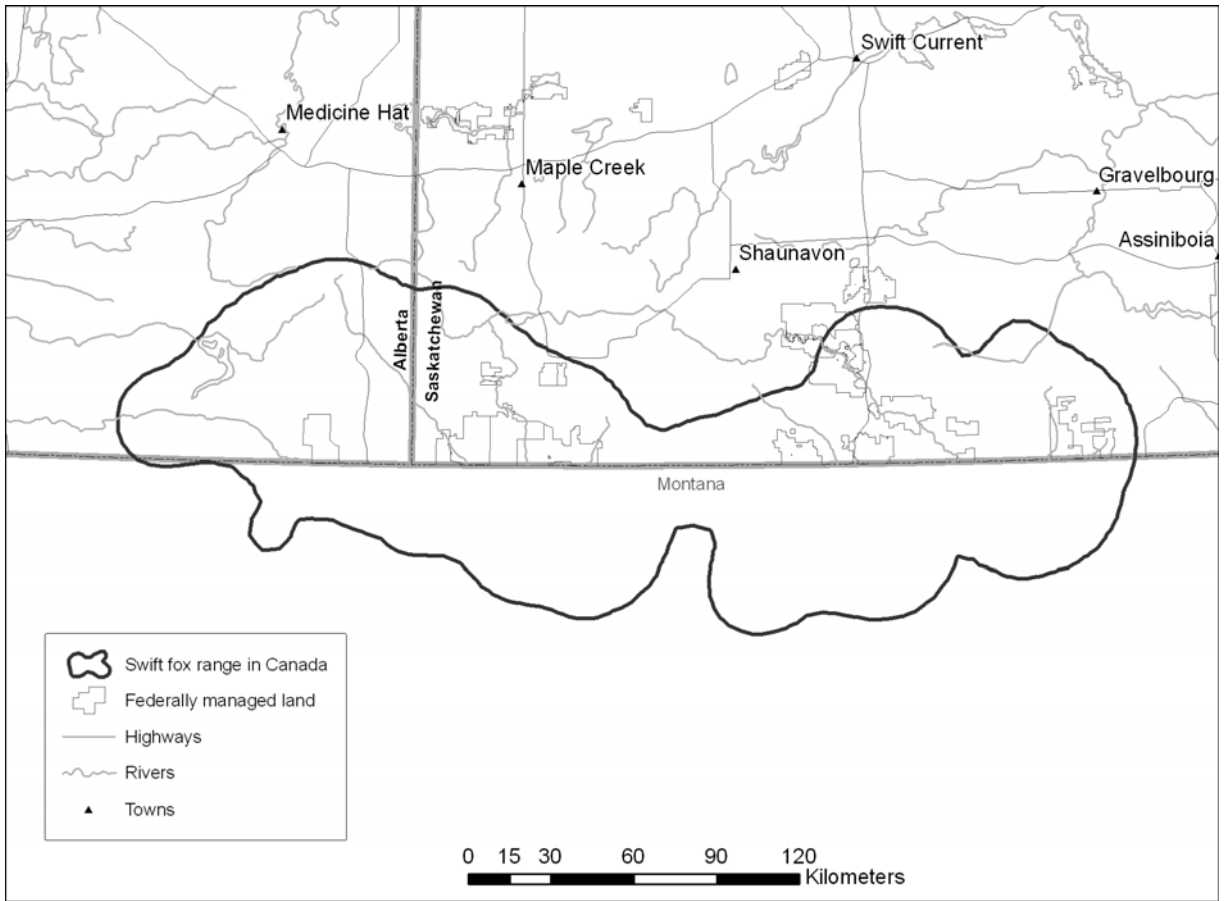 Swift Current
Medicine Hat
Maple Creek
Gravelbourg
Assiniboia
Shaunavon
Alberta
Saskatchewan
Montana
Swift fox range in Canada
Federally managed land
Highways
Rivers
Towns
0 15 30 60 90 120
Kilometers